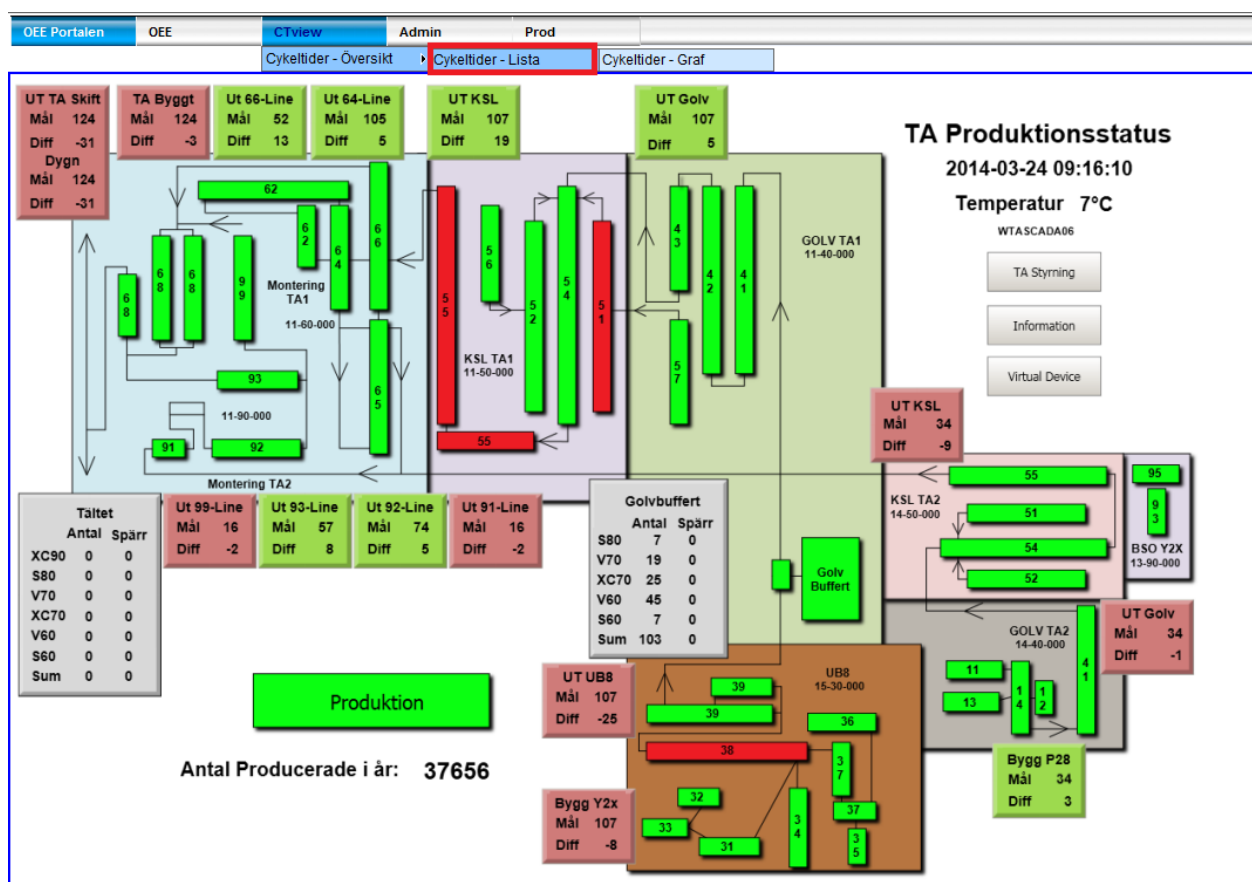 OEE Portalen OEE CTview Admin Prod
Cykeltider - Översikt Cykeltider - Lista Cykeltider - Graf
UT TA Skift
Mål 124
Diff -31
Dygn
Mål 124
Diff -31
TA Byggt
Mål 124
Diff -3
Ut 66-Line
Mål 52
Diff 13
Ut 64-Line
Mål 105
Diff 5
UT KSL
Mål 107
Diff 19
UT Golv
Mål 107
Diff 5
TA Produktionsstatus
2014-03-24 09:16:10
Temperatur 7°C
WTASCADA06
TA Styrning
Information
Virtual Device
62
62
64
66
68
68
68
99
Montering
TA1
11-60-000
65
93
11-90-000
91
92
Montering TA2
55
56
52
54
51
KSL TA1
11-50-000
55
43
42
41
57
GOLV TA1
11-40-000
UT KSL
Mål 34
Diff -9
55
KSL TA2
14-50-000
51
54
52
95
93
BSO Y2X
13-90-000
Tältet
Antal Spärr
XC90 0 0
S80 0 0
V70 0 0
XC70 0 0
V60 0 0
S60 0 0
Sum 0 0
Ut 99-Line
Mål 16
Diff -2
Ut 93-Line
Mål 57
Diff 8
Ut 92-Line
Mål 74
Diff 5
Ut 91-Line
Mål 16
Diff -2
Golvbuffert
Antal Spärr
S80 7 0
V70 19 0
XC70 25 0
V60 45 0
S60 7 0
Sum 103 0
Golv
Buffert
GOLV TA2
14-40-000
11
13
14
12
41
UT Golv
Mål 34
Diff -1
Bygg P28
Mål 34
Diff 3
Produktion
Antal Producerade i år: 37656
UT UB8
Mål 107
Diff -25
UB8
15-30-000
39
39
36
38
37
32
33
31
34
37
35
Bygg Y2x
Mål 107
Diff -8